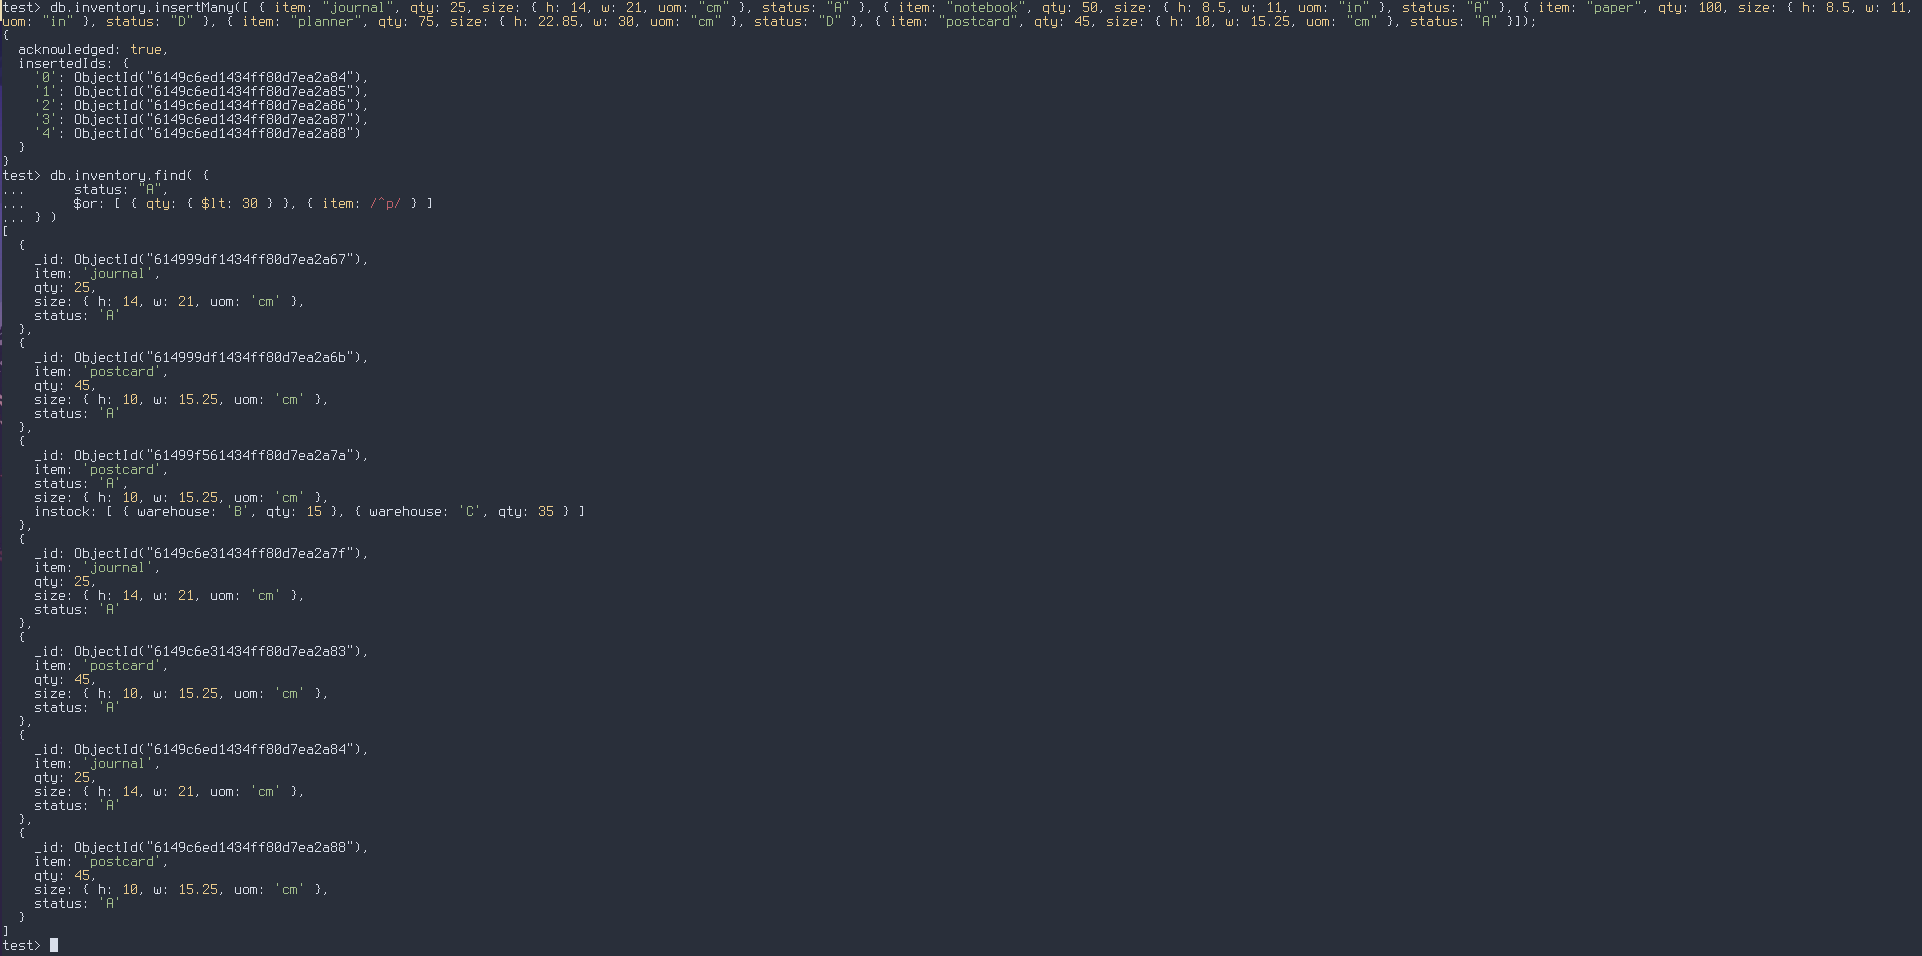 test> db.inventory.insertMany([ { item: "journal", qty: 25, size: { h: 14, w: 21, uom: "cm" }, status: "A" }, { item: "notebook", qty: 50, size: { h: 8.5, w: 11, uom: "in" }, status: "A" }, { item: "paper", qty: 100, size: { h: 8.5, w: 11,
uom: "in" }, status: "D" }, { item: "planner", qty: 75, size: { h: 22.85, w: 30, uom: "cm" }, status: "D" }, { item: "postcard", qty: 45, size: { h: 10, w: 15.25, uom: "cm" }, status: "A" }]);
{
  acknowledged: true,
  insertedIds: {
    '0': ObjectId("6149c6ed1434ff80d7ea2a84"),
    '1': ObjectId("6149c6ed1434ff80d7ea2a85"),
    '2': ObjectId("6149c6ed1434ff80d7ea2a86"),
    '3': ObjectId("6149c6ed1434ff80d7ea2a87"),
    '4': ObjectId("6149c6ed1434ff80d7ea2a88")
  }
}
test> db.inventory.find( {
...      status: "A",
...      $or: [ { qty: { $lt: 30 } }, { item: /^p/ } ]
... } )
[
  {
    _id: ObjectId("614999df1434ff80d7ea2a67"),
    item: 'journal',
    qty: 25,
    size: { h: 14, w: 21, uom: 'cm' },
    status: 'A'
  },
  {
    _id: ObjectId("614999df1434ff80d7ea2a6b"),
    item: 'postcard',
    qty: 45,
    size: { h: 10, w: 15.25, uom: 'cm' },
    status: 'A'
  },
  {
    _id: ObjectId("61499f561434ff80d7ea2a7a"),
    item: 'postcard',
    status: 'A',
    size: { h: 10, w: 15.25, uom: 'cm' },
    instock: [ { warehouse: 'B', qty: 15 }, { warehouse: 'C', qty: 35 } ]
  },
  {
    _id: ObjectId("6149c6e31434ff80d7ea2a7f"),
    item: 'journal',
    qty: 25,
    size: { h: 14, w: 21, uom: 'cm' },
    status: 'A'
  },
  {
    _id: ObjectId("6149c6e31434ff80d7ea2a83"),
    item: 'postcard',
    qty: 45,
    size: { h: 10, w: 15.25, uom: 'cm' },
    status: 'A'
  },
  {
    _id: ObjectId("6149c6ed1434ff80d7ea2a84"),
    item: 'journal',
    qty: 25,
    size: { h: 14, w: 21, uom: 'cm' },
    status: 'A'
  },
  {
    _id: ObjectId("6149c6ed1434ff80d7ea2a88"),
    item: 'postcard',
    qty: 45,
    size: { h: 10, w: 15.25, uom: 'cm' },
    status: 'A'
  }
]
test>